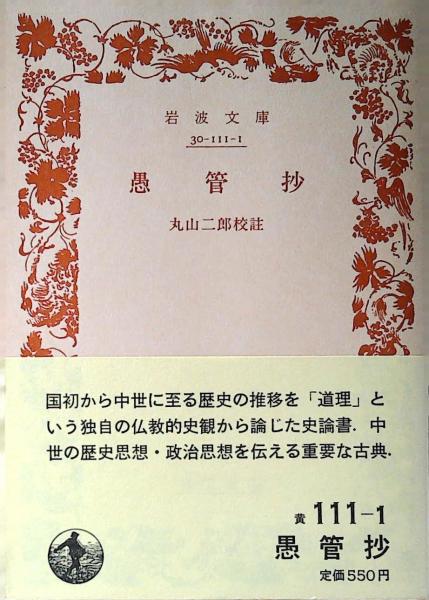 岩波文庫
30-111-1
愚管抄
丸山二郎校註
国初から中世に至る歴史の推移を「道理」と
いう独自の仏教的史観から論じた史論書．中
世の歴史思想・政治思想を伝える重要な古典．
黄 111-1
愚管抄
定価550円